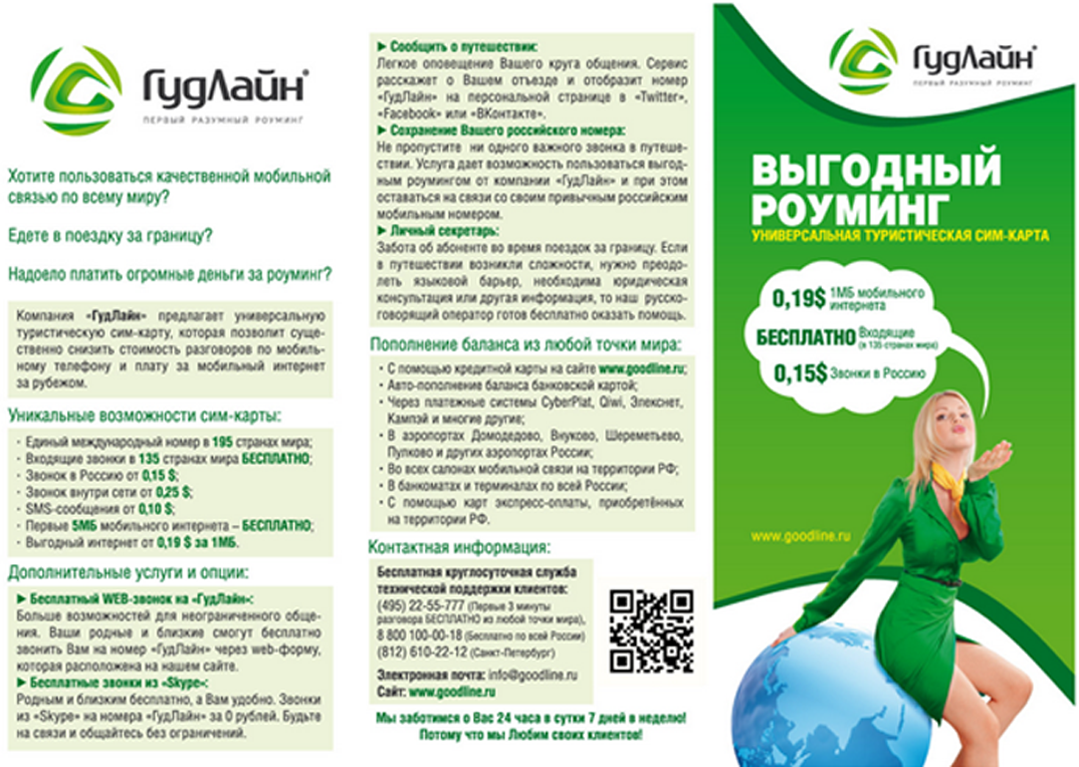 ГудЛайн®
ПЕРВЫЙ РАЗУМНЫЙ РОУМИНГ
Хотите пользоваться качественной мобильной
связью по всему миру?
Едете в поездку за границу?
Надоело платить огромные деньги за роуминг?
Компания «ГудЛайн» предлагает универсальную
туристическую сим-карту, которая позволит суще-
ственно снизить стоимость разговоров по мобиль-
ному телефону и плату за мобильный интернет
за рубежом.
Уникальные возможности сим-карты:
· Единый международный номер в 195 странах мира;
· Входящие звонки в 135 странах мира БЕСПЛАТНО;
· Звонок в Россию от 0,15 $;
· Звонок внутри сети от 0,25 $;
· SMS-сообщения от 0,10 $;
· Первые 5МБ мобильного интернета – БЕСПЛАТНО;
· Выгодный интернет от 0,19 $ за 1МБ.
Дополнительные услуги и опции:
► Бесплатный WEB-звонок на «ГудЛайн»:
Больше возможностей для неограниченного обще-
ния. Ваши родные и близкие смогут бесплатно
звонить Вам на номер «ГудЛайн» через web-форму,
которая расположена на нашем сайте.
► Бесплатные звонки из «Skype»:
Родным и близким бесплатно, а Вам удобно. Звонки
из «Skype» на номера «ГудЛайн» за 0 рублей. Будьте
на связи и общайтесь без ограничений.
► Сообщить о путешествии:
Легкое оповещение Вашего круга общения. Сервис
расскажет о Вашем отъезде и отобразит номер
«ГудЛайн» на персональной странице в «Twitter»,
«Facebook» или «ВКонтакте».
► Сохранение Вашего российского номера:
Не пропустите ни одного важного звонка в путеше-
ствии. Услуга дает возможность пользоваться выгод-
ным роумингом от компании «ГудЛайн» и при этом
оставаться на связи со своим привычным российским
мобильным номером.
► Личный секретарь:
Забота об абоненте во время поездок за границу. Если
в путешествии возникли сложности, нужно преодо-
леть языковой барьер, необходима юридическая
консультация или другая информация, то наш русско-
говорящий оператор готов бесплатно оказать помощь.
Пополнение баланса из любой точки мира:
· С помощью кредитной карты на сайте www.goodline.ru;
· Авто-пополнение баланса банковской картой;
· Через платежные системы CyberPlat, Qiwi, Элекснет,
Кампэй и многие другие;
· В аэропортах Домодедово, Внуково, Шереметьево,
Пулково и других аэропортах России;
· Во всех салонах мобильной связи на территории РФ;
· В банкоматах и терминалах по всей России;
· С помощью карт экспресс-оплаты, приобретённых
на территории РФ.
Контактная информация:
Бесплатная круглосуточная служба
технической поддержки клиентов:
(495) 22-55-777 (Первые 3 минуты
разговора БЕСПЛАТНО из любой точки мира),
8 800 100-00-18 (Бесплатно по всей России)
(812) 610-22-12 (Санкт-Петербург)
Электронная почта: info@goodline.ru
Сайт: www.goodline.ru
Мы заботимся о Вас 24 часа в сутки 7 дней в неделю!
Потому что мы Любим своих клиентов!
ГудЛайн®
ПЕРВЫЙ РАЗУМНЫЙ РОУМИНГ
ВЫГОДНЫЙ
РОУМИНГ
УНИВЕРСАЛЬНАЯ ТУРИСТИЧЕСКАЯ СИМ-КАРТА
0,19$ 1МБ мобильного
интернета
БЕСПЛАТНО Входящие
(в 135 странах мира)
0,15$ Звонки в Россию
www.goodline.ru